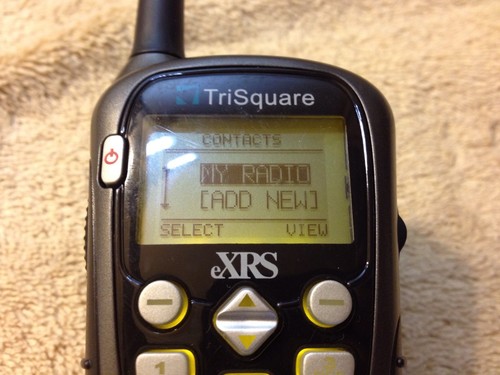 TriSquare
CONTACTS
MY RADIO
[ADD NEW]
SELECT VIEW
eXRS
1